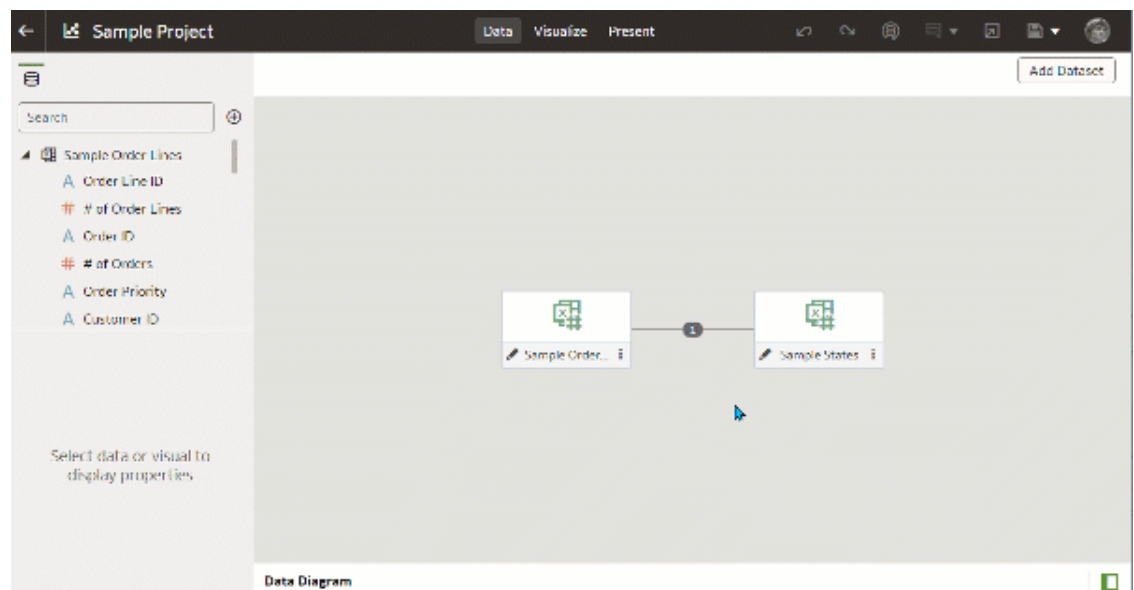 Sample Project
Data Visualize Present
Add Dataset
Search
Sample Order Lines
A Order Line ID
# # of Order Lines
A Order ID
# # of Orders
A Order Priority
A Customer ID
1
Sample Order...
Sample States
Select data or visual to
display properties
Data Diagram